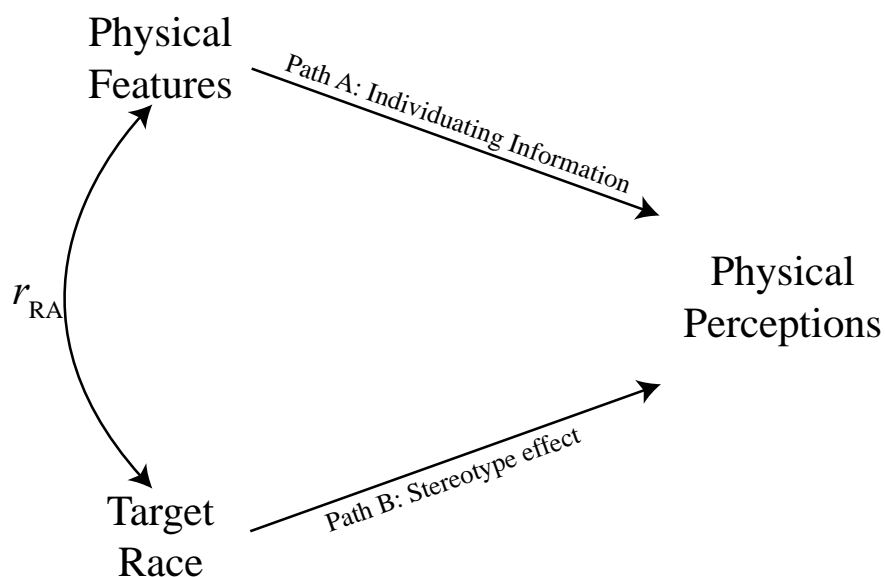 Physical
Features
Path A: Individuating Information
r RA
Physical
Perceptions
Path B: Stereotype effect
Target
Race